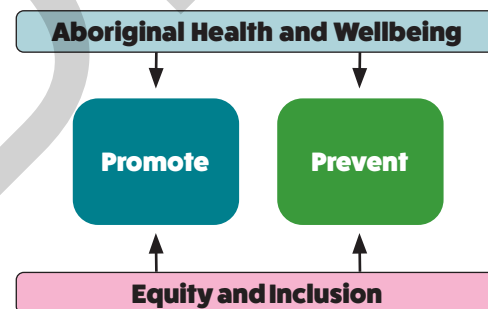 Aboriginal Health and Wellbeing
Promote
Prevent
Equity and Inclusion